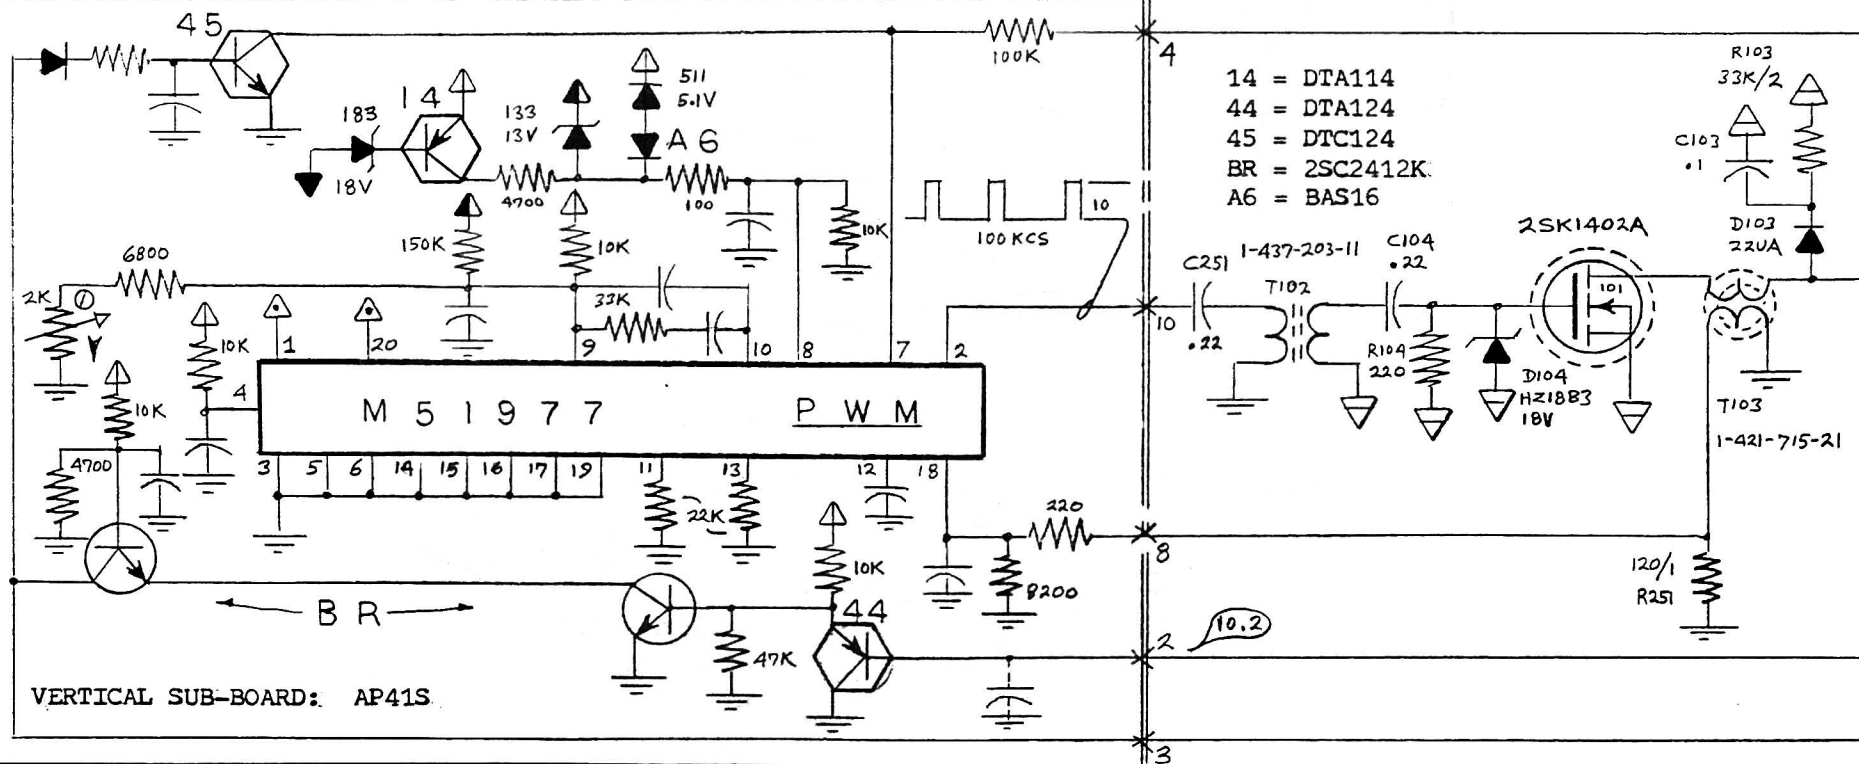 45
100K
4
R103
33K/2
14 = DTA114
44 = DTA124
45 = DTC124
BR = 2SC2412K
A6 = BAS16
14
183
18V
133
13V
511
5.1V
A6
4700
100
10K
C103
.1
10
100KCS
2SK1402A
D103
22UA
150K
10K
6800
2K
1
33K
C251
.22
1-437-203-11
T102
C104
.22
101
10
10K
1
20
9
10
8
7
2
R104
220
D104
HZ18B3
18V
T103
1-421-715-21
4
M51977
PWM
10K
4700
3
5
6
14
15
16
17
19
11
13
12
18
22K
220
8
8200
10K
120/1
R251
BR
44
47K
2
10.2
VERTICAL SUB-BOARD: AP41S
3